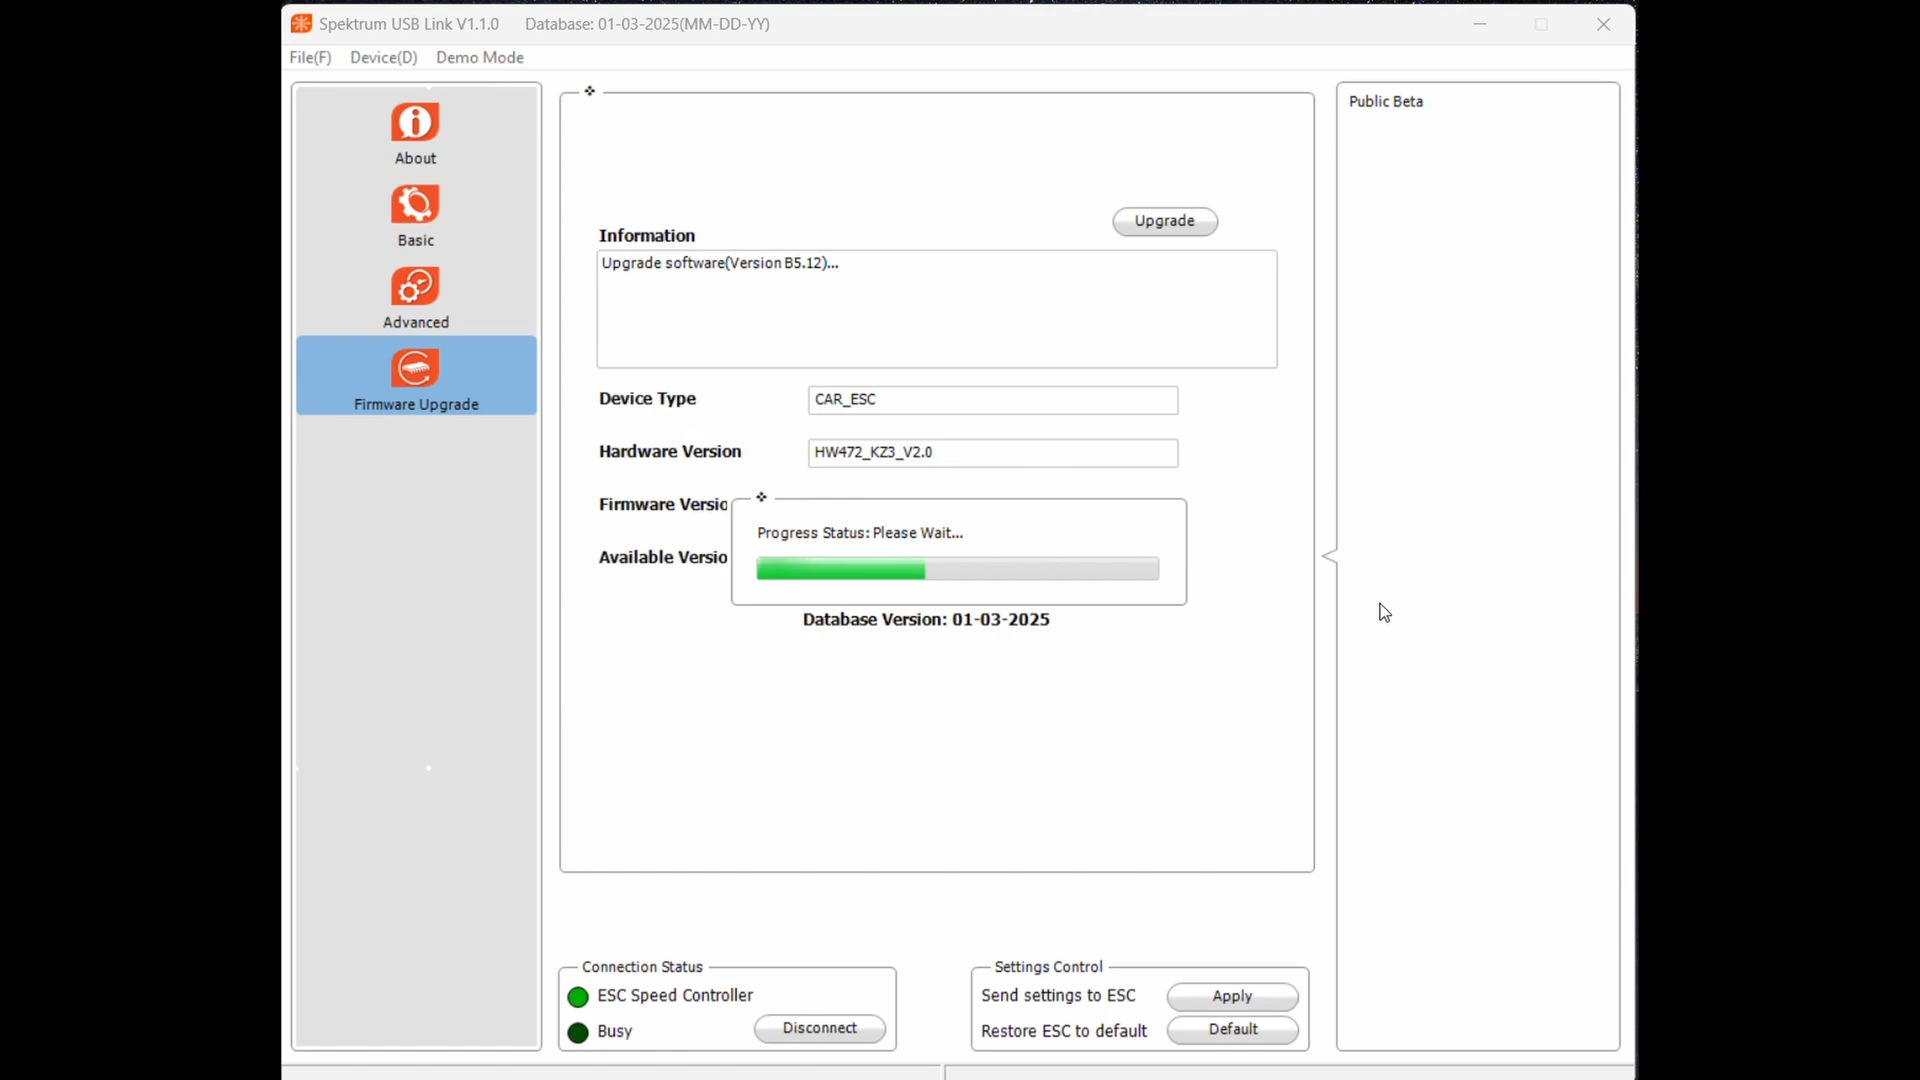 Spektrum USB Link V1.1.0 Database: 01-03-2025(MM-DD-YY)
File(F) Device(D) Demo Mode
About
Basic
Advanced
Firmware Upgrade
Upgrade
Information
Upgrade software(Version B5.12)...
Device Type CAR_ESC
Hardware Version HW472_KZ3_V2.0
Firmware Versio
Available Versio
Progress Status: Please Wait...
Database Version: 01-03-2025
Connection Status
ESC Speed Controller
Busy Disconnect
Settings Control
Send settings to ESC Apply
Restore ESC to default Default
Public Beta